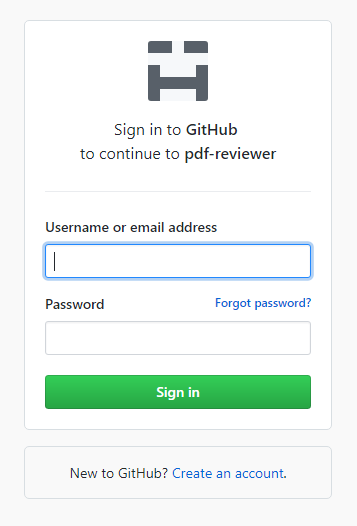 Sign in to GitHub
to continue to pdf-reviewer
Username or email address
Password
Forgot password?
Sign in
New to GitHub? Create an account.